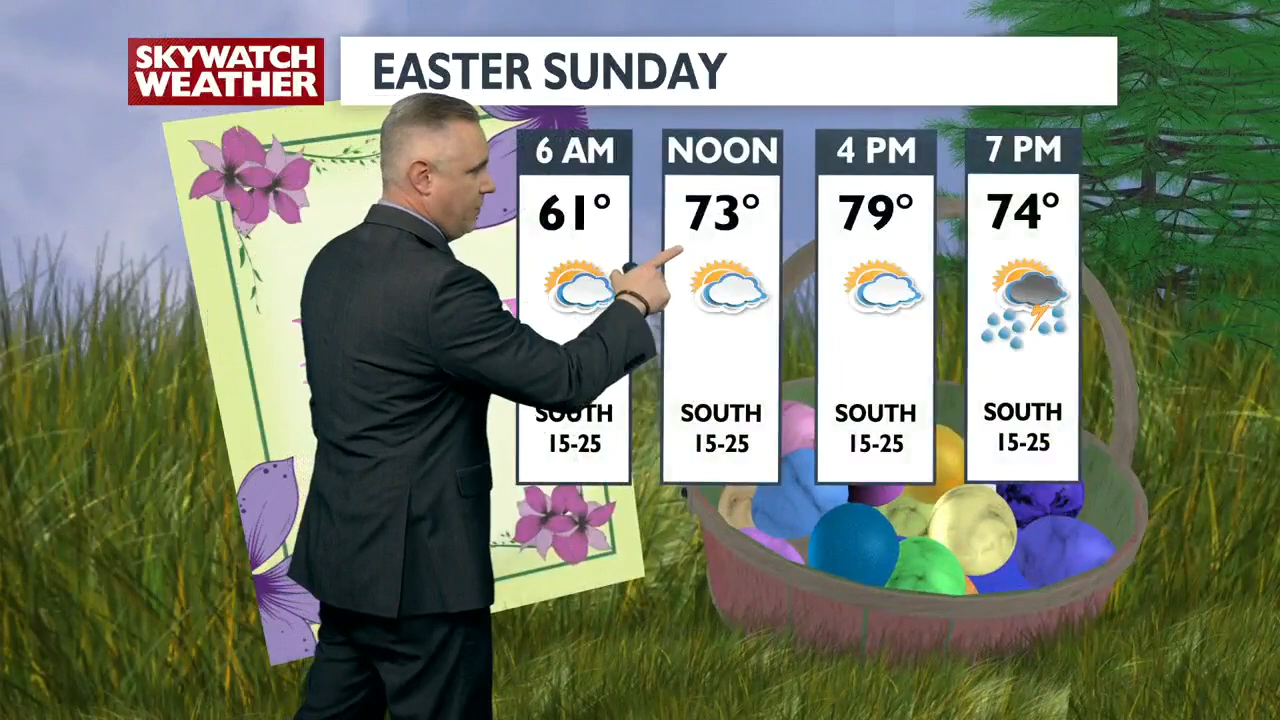 SKYWATCH
WEATHER
EASTER SUNDAY
6 AM
61°
SOUTH
15-25
NOON
73°
SOUTH
15-25
4 PM
79°
SOUTH
15-25
7 PM
74°
SOUTH
15-25